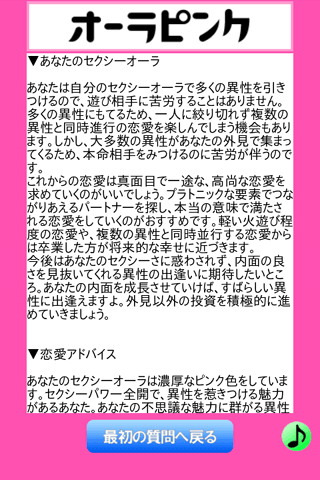 オーラピンク
▼あなたのセクシーオーラ
あなたは自分のセクシーオーラで多くの異性を引き
つけるので、遊び相手に苦労することはありません。
多くの異性にもてるため、一人に絞り切れず複数の
異性と同時進行の恋愛を楽しんでしまう機会もあり
ます。しかし、大多数の異性があなたの外見で集まっ
てくるため、本命相手をみつけるのに苦労が伴うので
す。
これからの恋愛は真面目で一途な、高尚な恋愛を
求めていくのがいいでしょう。プラトニックな要素でつな
がりあえるパートナーを探し、本当の意味で満たさ
れる恋愛をしていくのがおすすめです。軽い火遊び程
度の恋愛や、複数の異性と同時並行する恋愛から
は卒業した方が将来的な幸せに近づきます。
今後はあなたのセクシーさに惑わされず、内面の良
さを見抜いてくれる異性の出逢いに期待したいとこ
ろ。あなたの内面を成長させていけば、すばらしい異
性に出逢えますよ。外見以外の投資を積極的に進
めていきましょう。
▼恋愛アドバイス
あなたのセクシーオーラは濃厚なピンク色をしていま
す。セクシーパワー全開で、異性を惹きつける魅力
があるあなた。あなたの不思議な魅力に群がる異性
最初の質問へ戻る